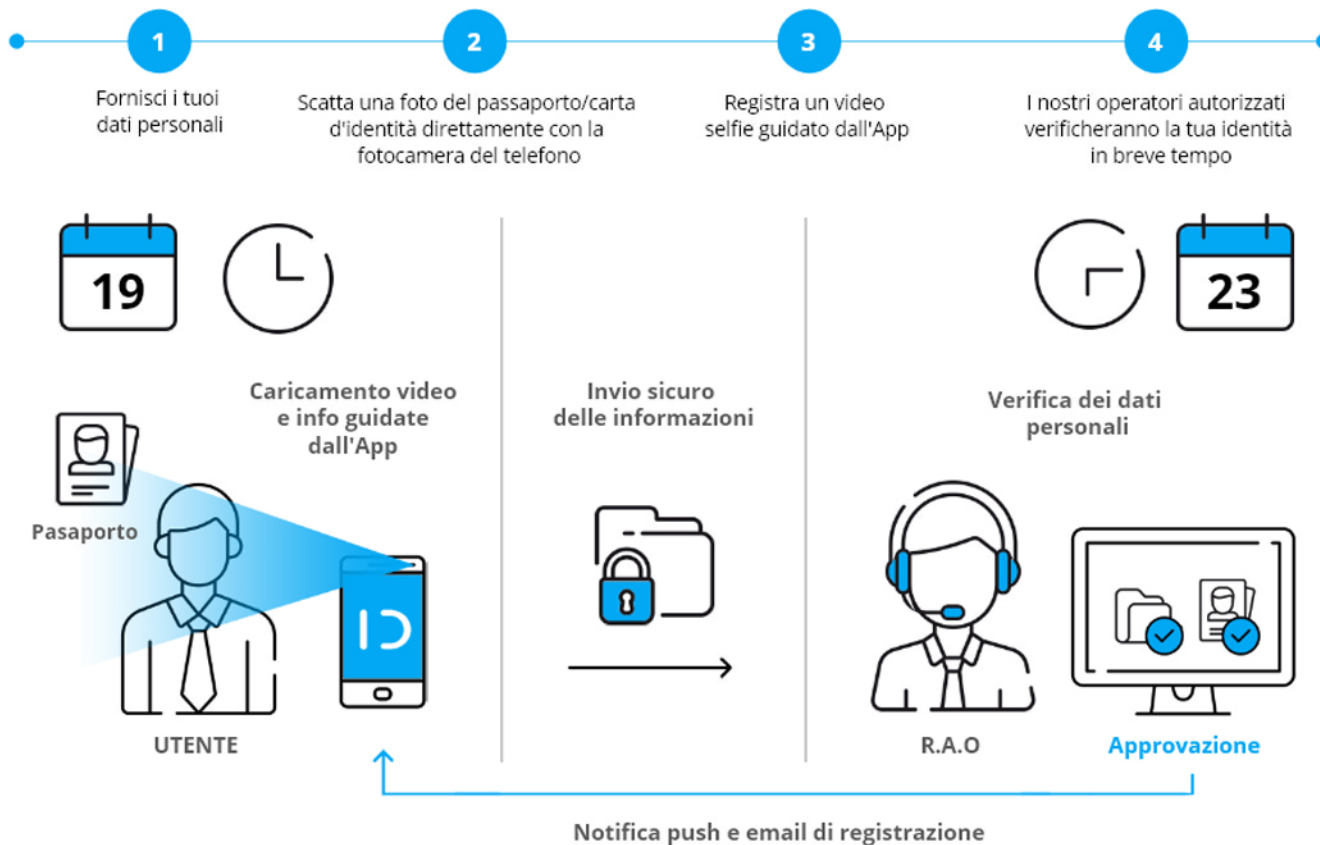 1
2
3
4
Fornisci i tuoi
dati personali
Scatta una foto del passaporto/carta
d'identità direttamente con la
fotocamera del telefono
Registra un video
selfie guidato dall'App
I nostri operatori autorizzati
verificheranno la tua identità
in breve tempo
19
23
Caricamento video
e info guidate
dall'App
Invio sicuro
delle informazioni
Verifica dei dati
personali
Pasaporto
ID
UTENTE
R.A.O
Approvazione
Notifica push e email di registrazione